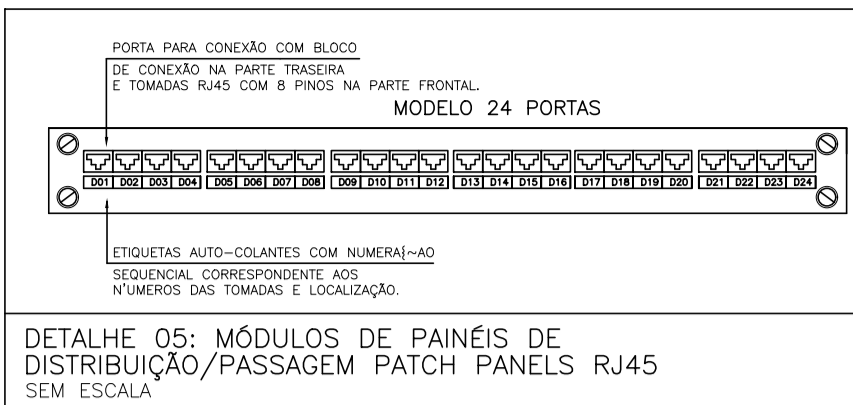 PORTA PARA CONEXÃO COM BLOCO
DE CONEXÃO NA PARTE TRASEIRA
E TOMADAS RJ45 COM 8 PINOS NA PARTE FRONTAL.
MODELO 24 PORTAS
D01 D02 D03 D04 D05 D06 D07 D08 D09 D10 D11 D12 D13 D14 D15 D16 D17 D18 D19 D20 D21 D22 D23 D24
ETIQUETAS AUTO-COLANTES COM NUMERA{~AO
SEQUENCIAL CORRESPONDENTE AOS
N'UMEROS DAS TOMADAS E LOCALIZAÇÃO.
DETALHE 05: MÓDULOS DE PAINÉIS DE
DISTRIBUIÇÃO/PASSAGEM PATCH PANELS RJ45
SEM ESCALA